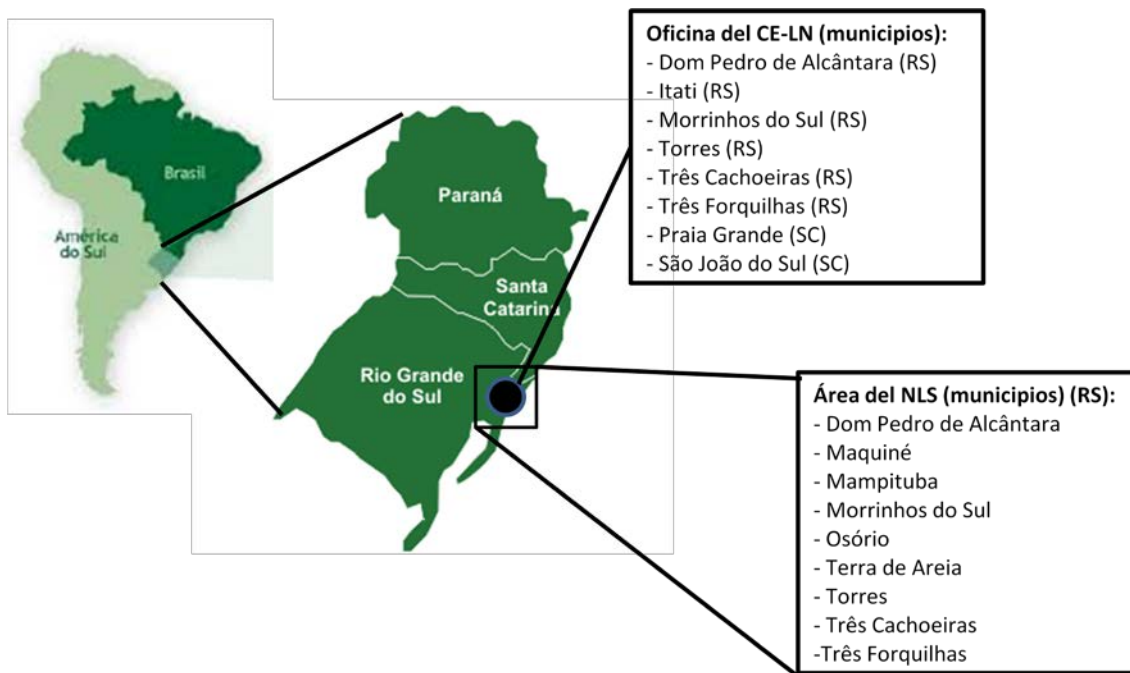 Brasil
América
do Sul
Paraná
Santa
Catarina
Rio Grande
do Sul
Oficina del CE-LN (municipios):
- Dom Pedro de Alcântara (RS)
- Itati (RS)
- Morrinhos do Sul (RS)
- Torres (RS)
- Três Cachoeiras (RS)
- Três Forquilhas (RS)
- Praia Grande (SC)
- São João do Sul (SC)
Área del NLS (municipios) (RS):
- Dom Pedro de Alcântara
- Maquiné
- Mampituba
- Morrinhos do Sul
- Osório
- Terra de Areia
- Torres
- Três Cachoeiras
-Três Forquilhas